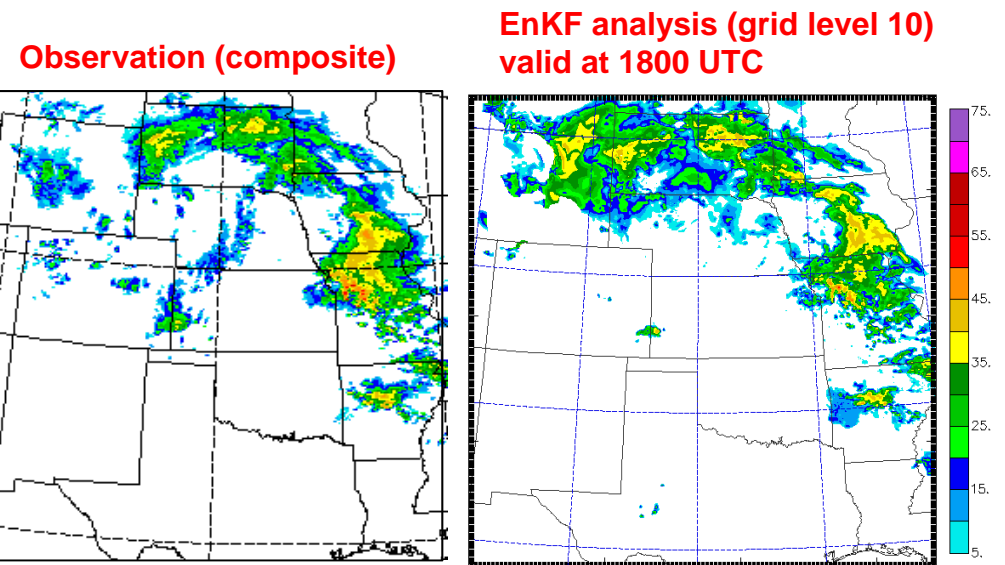 Observation (composite)
EnKF analysis (grid level 10)
valid at 1800 UTC
75.
65.
55.
45.
35.
25.
15.
5.